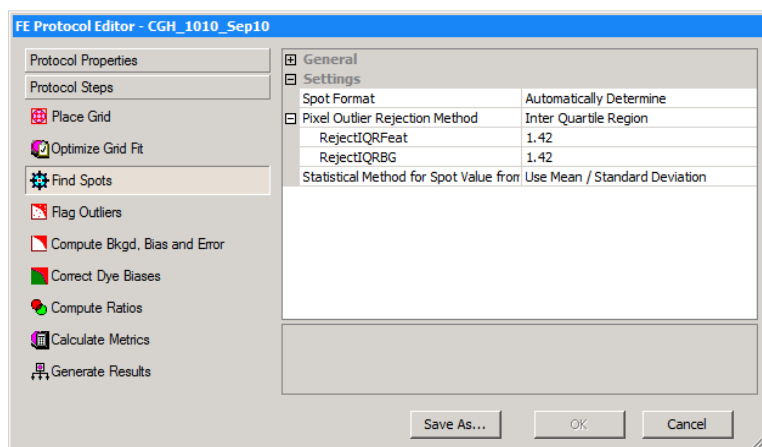 FE Protocol Editor - CGH_1010_Sep10
Protocol Properties
Protocol Steps
Place Grid
Optimize Grid Fit
Find Spots
Flag Outliers
Compute Bkgd, Bias and Error
Correct Dye Biases
Compute Ratios
Calculate Metrics
Generate Results
General
Settings
Spot Format Automatically Determine
Pixel Outlier Rejection Method Inter Quartile Region
RejectIQRFeat 1.42
RejectIQRBG 1.42
Statistical Method for Spot Value from Use Mean / Standard Deviation
Save As... OK Cancel